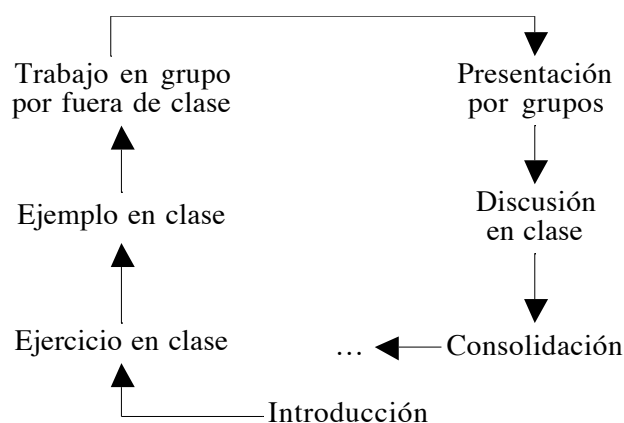 Trabajo en grupo
por fuera de clase
Presentación
por grupos
Ejemplo en clase
Discusión
en clase
Ejercicio en clase
...
Consolidación
Introducción